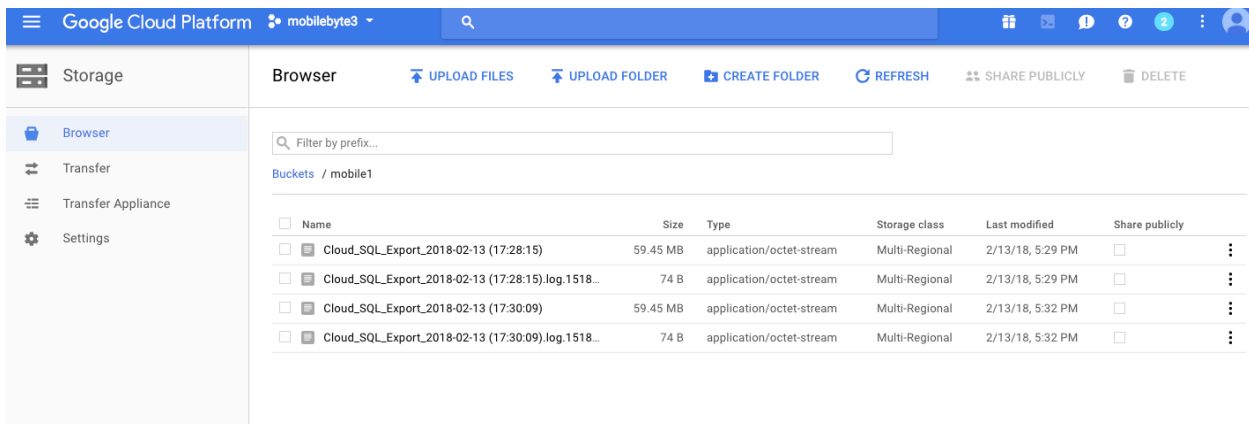 Google Cloud Platform mobilebyte3 2
Storage Browser UPLOAD FILES UPLOAD FOLDER CREATE FOLDER REFRESH SHARE PUBLICLY DELETE
Browser
Transfer
Transfer Appliance
Settings
Filter by prefix...
Buckets / mobile1
Name Size Type Storage class Last modified Share publicly
Cloud_SQL_Export_2018-02-13 (17:28:15) 59.45 MB application/octet-stream Multi-Regional 2/13/18, 5:29 PM
Cloud_SQL_Export_2018-02-13 (17:28:15).log.1518... 74 B application/octet-stream Multi-Regional 2/13/18, 5:29 PM
Cloud_SQL_Export_2018-02-13 (17:30:09) 59.45 MB application/octet-stream Multi-Regional 2/13/18, 5:32 PM
Cloud_SQL_Export_2018-02-13 (17:30:09).log.1518... 74 B application/octet-stream Multi-Regional 2/13/18, 5:32 PM